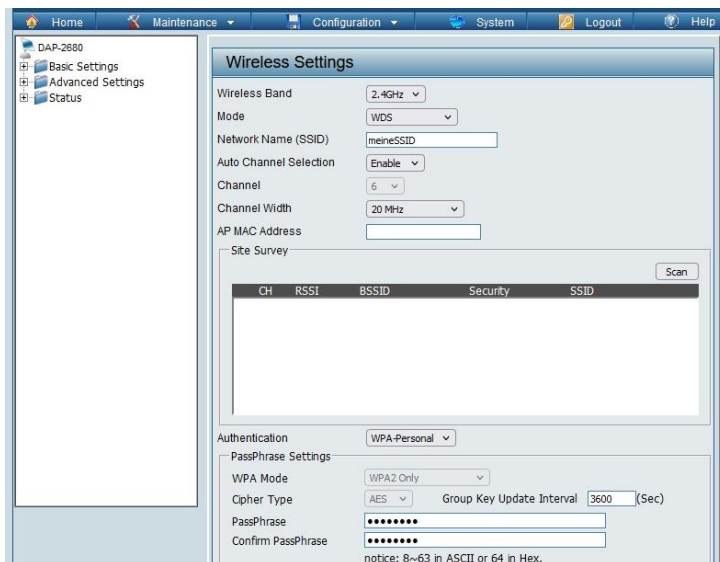 Home Maintenance Configuration System Logout Help
DAP-2680
Basic Settings
Advanced Settings
Status
Wireless Settings
Wireless Band 2.4GHz
Mode WDS
Network Name (SSID) meineSSID
Auto Channel Selection Enable
Channel 6
Channel Width 20 MHz
AP MAC Address
Site Survey
Scan
CH RSSI BSSID Security SSID
Authentication WPA-Personal
PassPhrase Settings
WPA Mode WPA2 Only
Cipher Type AES Group Key Update Interval 3600 (Sec)
PassPhrase ••••••••
Confirm PassPhrase ••••••••
notice: 8~63 in ASCII or 64 in Hex.